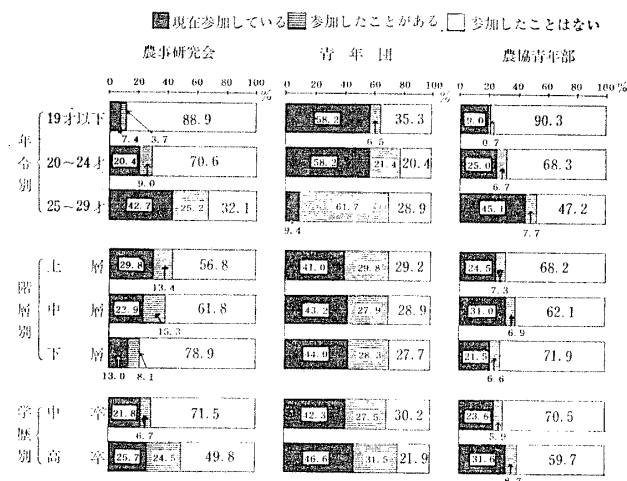 現在参加している 参加したことがある 参加したことはない
農事研究会 青年団 農協青年部
0 20 40 60 80 100% 0 20 40 60 80 100% 0 20 40 60 80 100%
年令別
19才以下 7.4 3.7 88.9 58.2 6.5 35.3 9.0 0.7 90.3
20～24才 20.4 9.0 70.6 58.2 21.4 20.4 25.0 6.7 68.3
25～29才 42.7 25.2 32.1 9.4 61.7 28.9 45.1 7.7 47.2
階層別
上層 29.8 13.4 56.8 41.0 29.8 29.2 24.5 7.3 68.2
中層 22.9 15.3 61.8 43.2 27.9 28.9 31.0 6.9 62.1
下層 13.0 8.1 78.9 44.0 28.3 27.7 21.5 6.6 71.9
学歴別
中卒 21.8 6.7 71.5 42.3 27.5 30.2 23.6 5.9 70.5
高卒 25.7 24.5 49.8 46.6 31.5 21.9 31.6 8.7 59.7